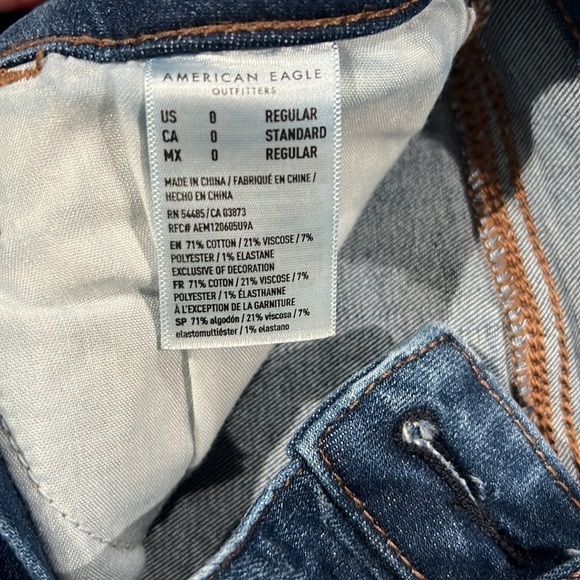 AMERICAN EAGLE
OUTFITTERS
US 0 REGULAR
CA 0 STANDARD
MX 0 REGULAR
MADE IN CHINA / FABRIQUÉ EN CHINE /
HECHO EN CHINA
RN 54485/CA 03873
RFC# AEM120605U9A
EN 71% COTTON / 21% VISCOSE / 7%
POLYESTER / 1% ELASTANE
EXCLUSIVE OF DECORATION
FR 71% COTON / 21% VISCOSE / 7%
POLYESTER / 1% ÉLASTHANNE
À L'EXCEPTION DE LA GARNITURE
SP 71% algodón / 21% viscosa / 7%
elastomultiéster / 1% elastano